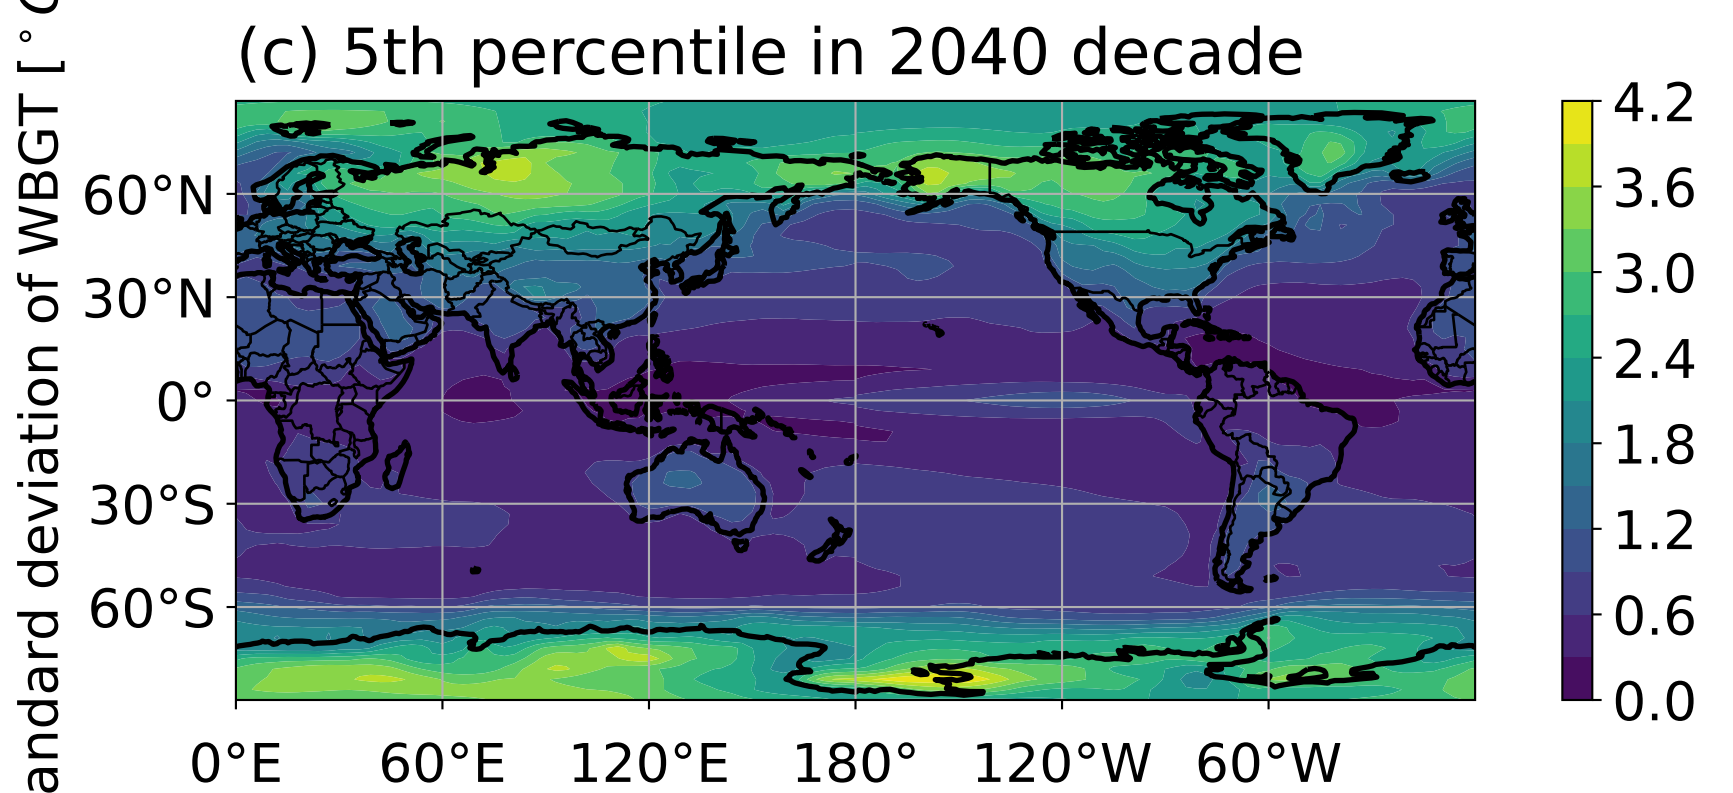 (c) 5th percentile in 2040 decade
andard deviation of WBGT [°C
60°N
30°N
0°
30°S
60°S
0°E 60°E 120°E 180° 120°W 60°W
4.2
3.6
3.0
2.4
1.8
1.2
0.6
0.0